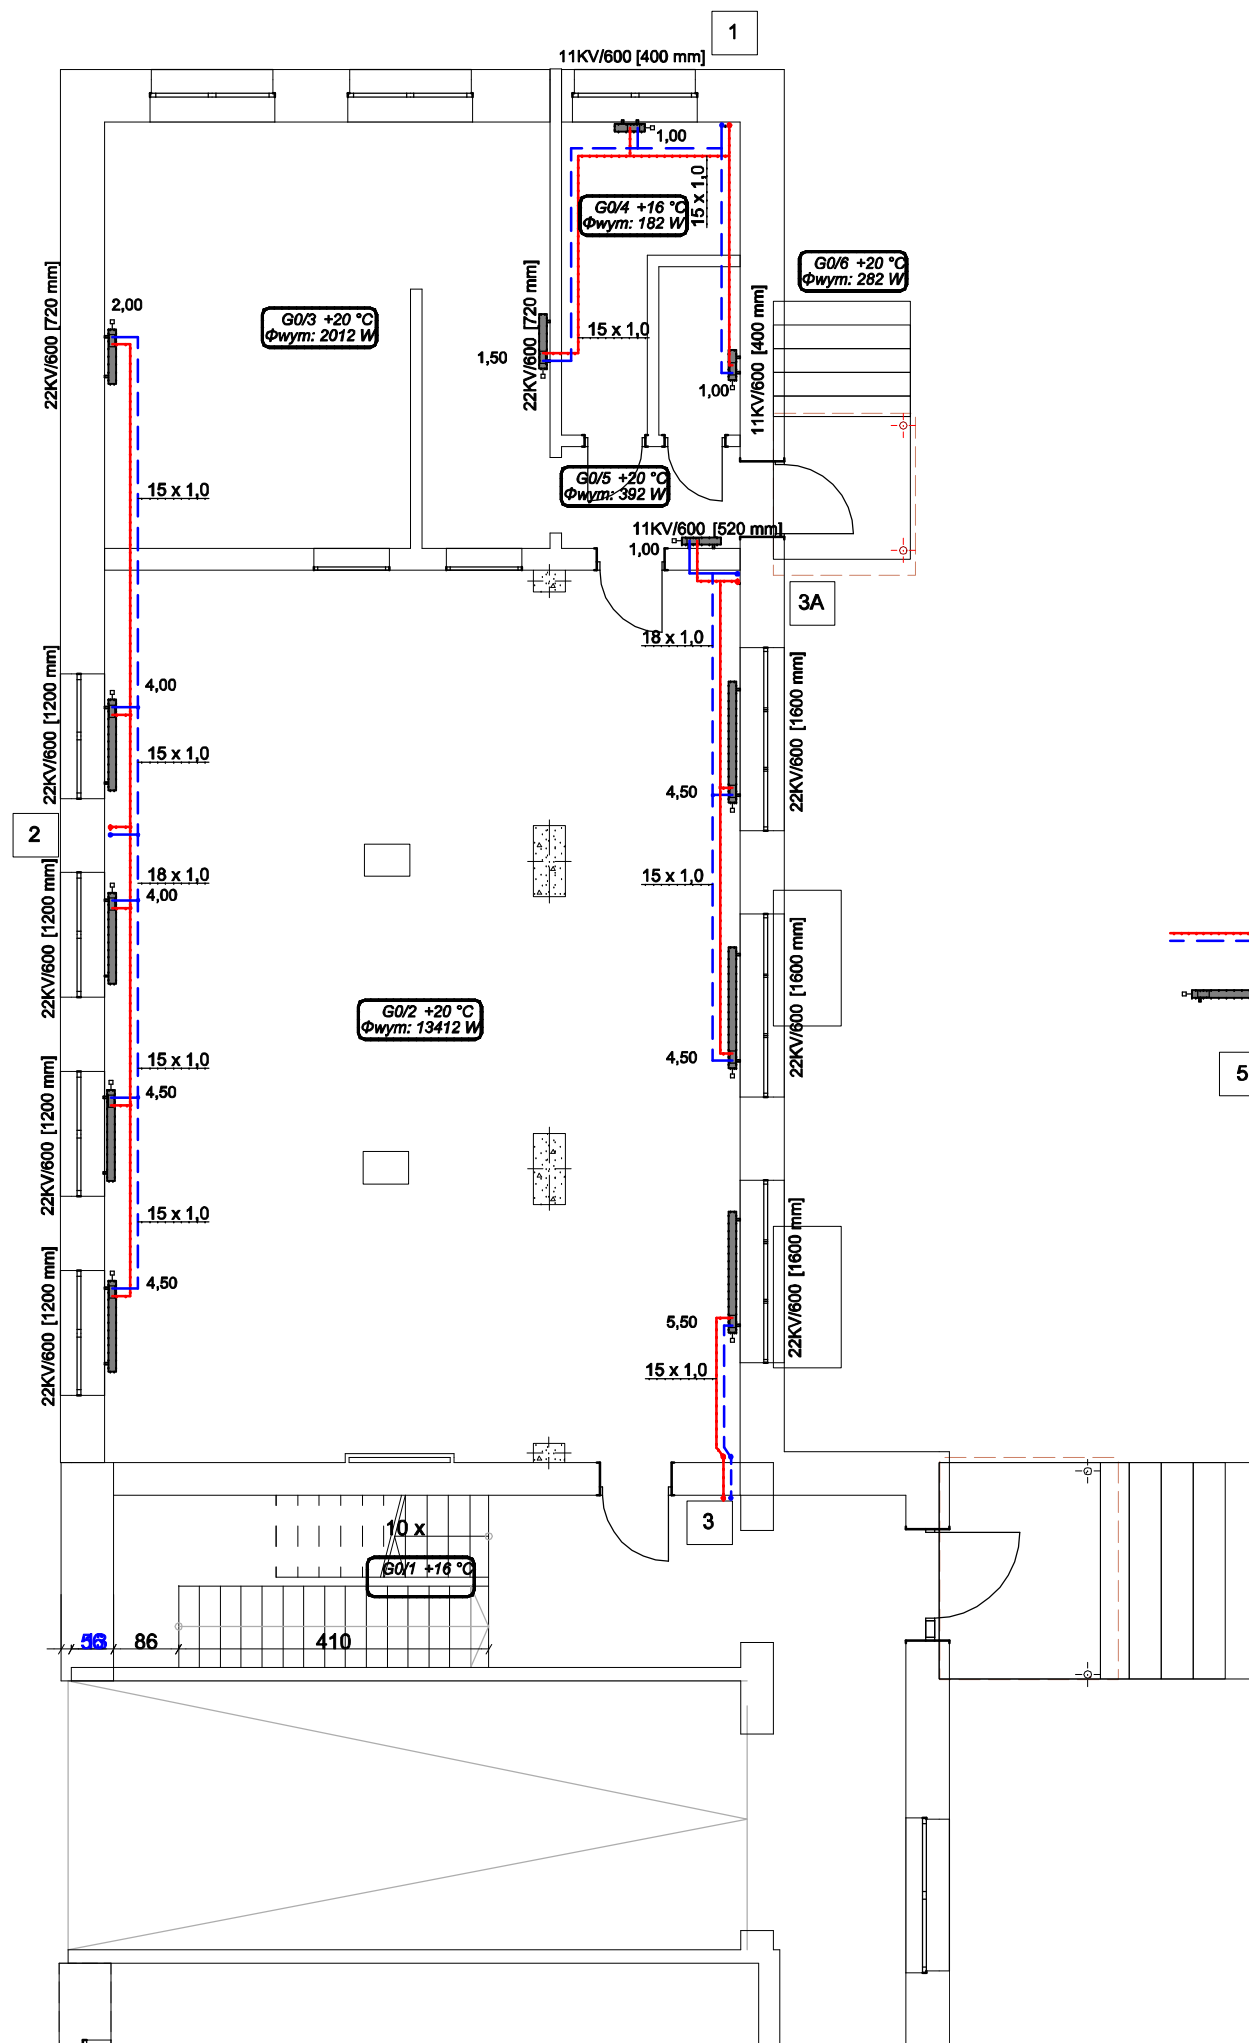 1
11KV/600 [400 mm]
1,00
15 x 1,0
G0/4 +16 °C
Φwym: 182 W
G0/6 +20 °C
Φwym: 282 W
22KV/600 [720 mm]
2,00
G0/3 +20 °C
Φwym: 2012 W
22KV/600 [720 mm]
15 x 1,0
1,50
11KV/600 [400 mm]
1,00
15 x 1,0
G0/5 +20 °C
Φwym: 392 W
11KV/600 [520 mm]
1,00
3A
18 x 1,0
22KV/600 [1200 mm]
4,00
15 x 1,0
22KV/600 [1600 mm]
4,50
2
18 x 1,0
4,00
15 x 1,0
22KV/600 [1200 mm]
22KV/600 [1600 mm]
G0/2 +20 °C
Φwym: 13412 W
15 x 1,0
4,50
5
22KV/600 [1200 mm]
4,50
15 x 1,0
22KV/600 [1600 mm]
22KV/600 [1200 mm]
4,50
5,50
15 x 1,0
3
10 x
G0/1 +16 °C
86
410